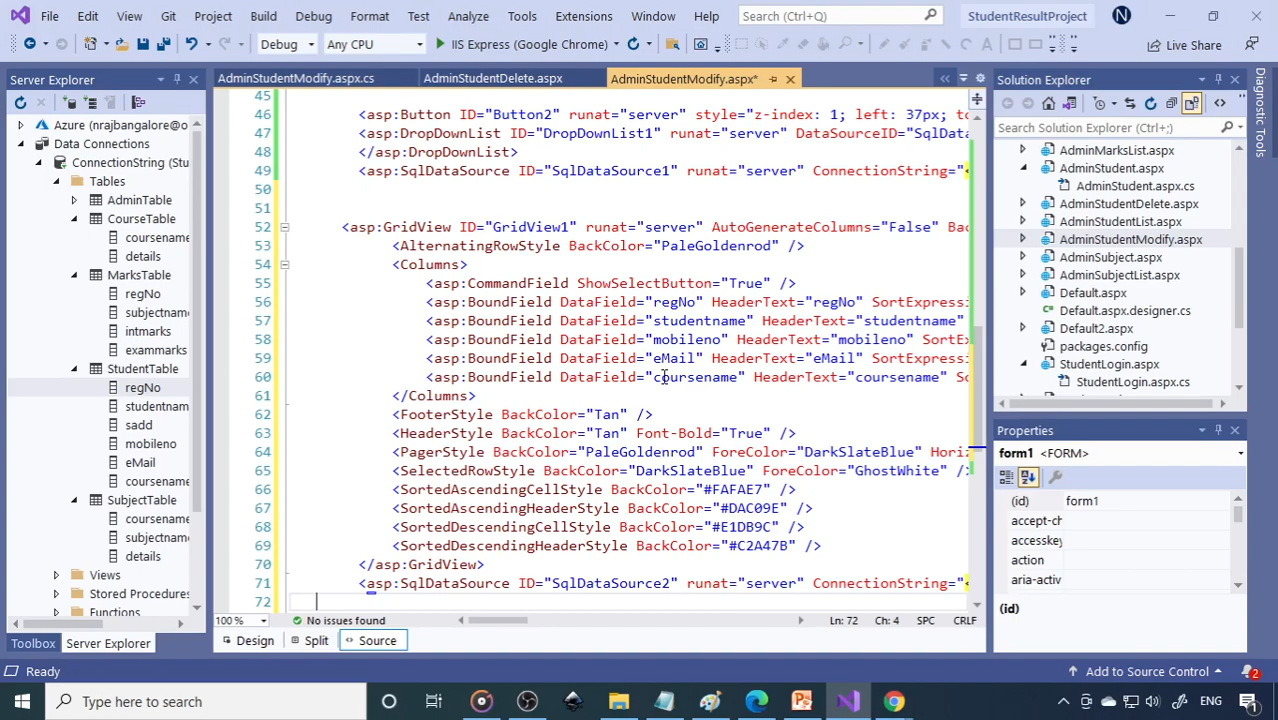 File Edit View Git Project Build Debug Format Test Analyze Tools Extensions Window Help Search (Ctrl+Q) StudentResultProject N
Debug Any CPU IIS Express (Google Chrome) Live Share
Server Explorer
Azure (nrajbangalore@o
Data Connections
ConnectionString (Stu
Tables
AdminTable
CourseTable
coursename
details
MarksTable
regNo
subjectname
intmarks
exammarks
StudentTable
regNo
studentname
sadd
mobileno
eMail
coursename
SubjectTable
coursename
subjectname
details
Views
Stored Procedures
Functions
Toolbox Server Explorer
AdminStudentModify.aspx.cs AdminStudentDelete.aspx AdminStudentModify.aspx*
45
46 <asp:Button ID="Button2" runat="server" style="z-index: 1; left: 37px; to
47 <asp:DropDownList ID="DropDownList1" runat="server" DataSourceID="SqlData
48 </asp:DropDownList>
49 <asp:SqlDataSource ID="SqlDataSource1" runat="server" ConnectionString="<
50
51
52 <asp:GridView ID="GridView1" runat="server" AutoGenerateColumns="False" Bac
53 <AlternatingRowStyle BackColor="PaleGoldenrod" />
54 <Columns>
55 <asp:CommandField ShowSelectButton="True" />
56 <asp:BoundField DataField="regNo" HeaderText="regNo" SortExpress
57 <asp:BoundField DataField="studentname" HeaderText="studentname"
58 <asp:BoundField DataField="mobileno" HeaderText="mobileno" SortEx
59 <asp:BoundField DataField="eMail" HeaderText="eMail" SortExpress
60 <asp:BoundField DataField="coursename" HeaderText="coursename" So
61 </Columns>
62 <FooterStyle BackColor="Tan" />
63 <HeaderStyle BackColor="Tan" Font-Bold="True" />
64 <PagerStyle BackColor="PaleGoldenrod" ForeColor="DarkSlateBlue" Horiz
65 <SelectedRowStyle BackColor="DarkSlateBlue" ForeColor="GhostWhite" />
66 <SortedAscendingCellStyle BackColor="#FAFAE7" />
67 <SortedAscendingHeaderStyle BackColor="#DAC09E" />
68 <SortedDescendingCellStyle BackColor="#E1DB9C" />
69 <SortedDescendingHeaderStyle BackColor="#C2A47B" />
70 </asp:GridView>
71 <asp:SqlDataSource ID="SqlDataSource2" runat="server" ConnectionString="<
72
100 % No issues found Ln: 72 Ch: 4 SPC CRLF
Design Split Source
Solution Explorer
Search Solution Explorer (Ctrl+;)
AdminMarksList.aspx
AdminStudent.aspx
AdminStudent.aspx.cs
AdminStudentDelete.aspx
AdminStudentList.aspx
AdminStudentModify.aspx
AdminSubject.aspx
AdminSubjectList.aspx
Default.aspx
Default.aspx.designer.cs
Default2.aspx
packages.config
StudentLogin.aspx
StudentLogin.aspx.cs
Properties
form1 <FORM>
(id) form1
accept-ch
accesskey
action
aria-activ
(id)
Diagnostic Tools
Ready Add to Source Control 2
Type here to search ENG 1